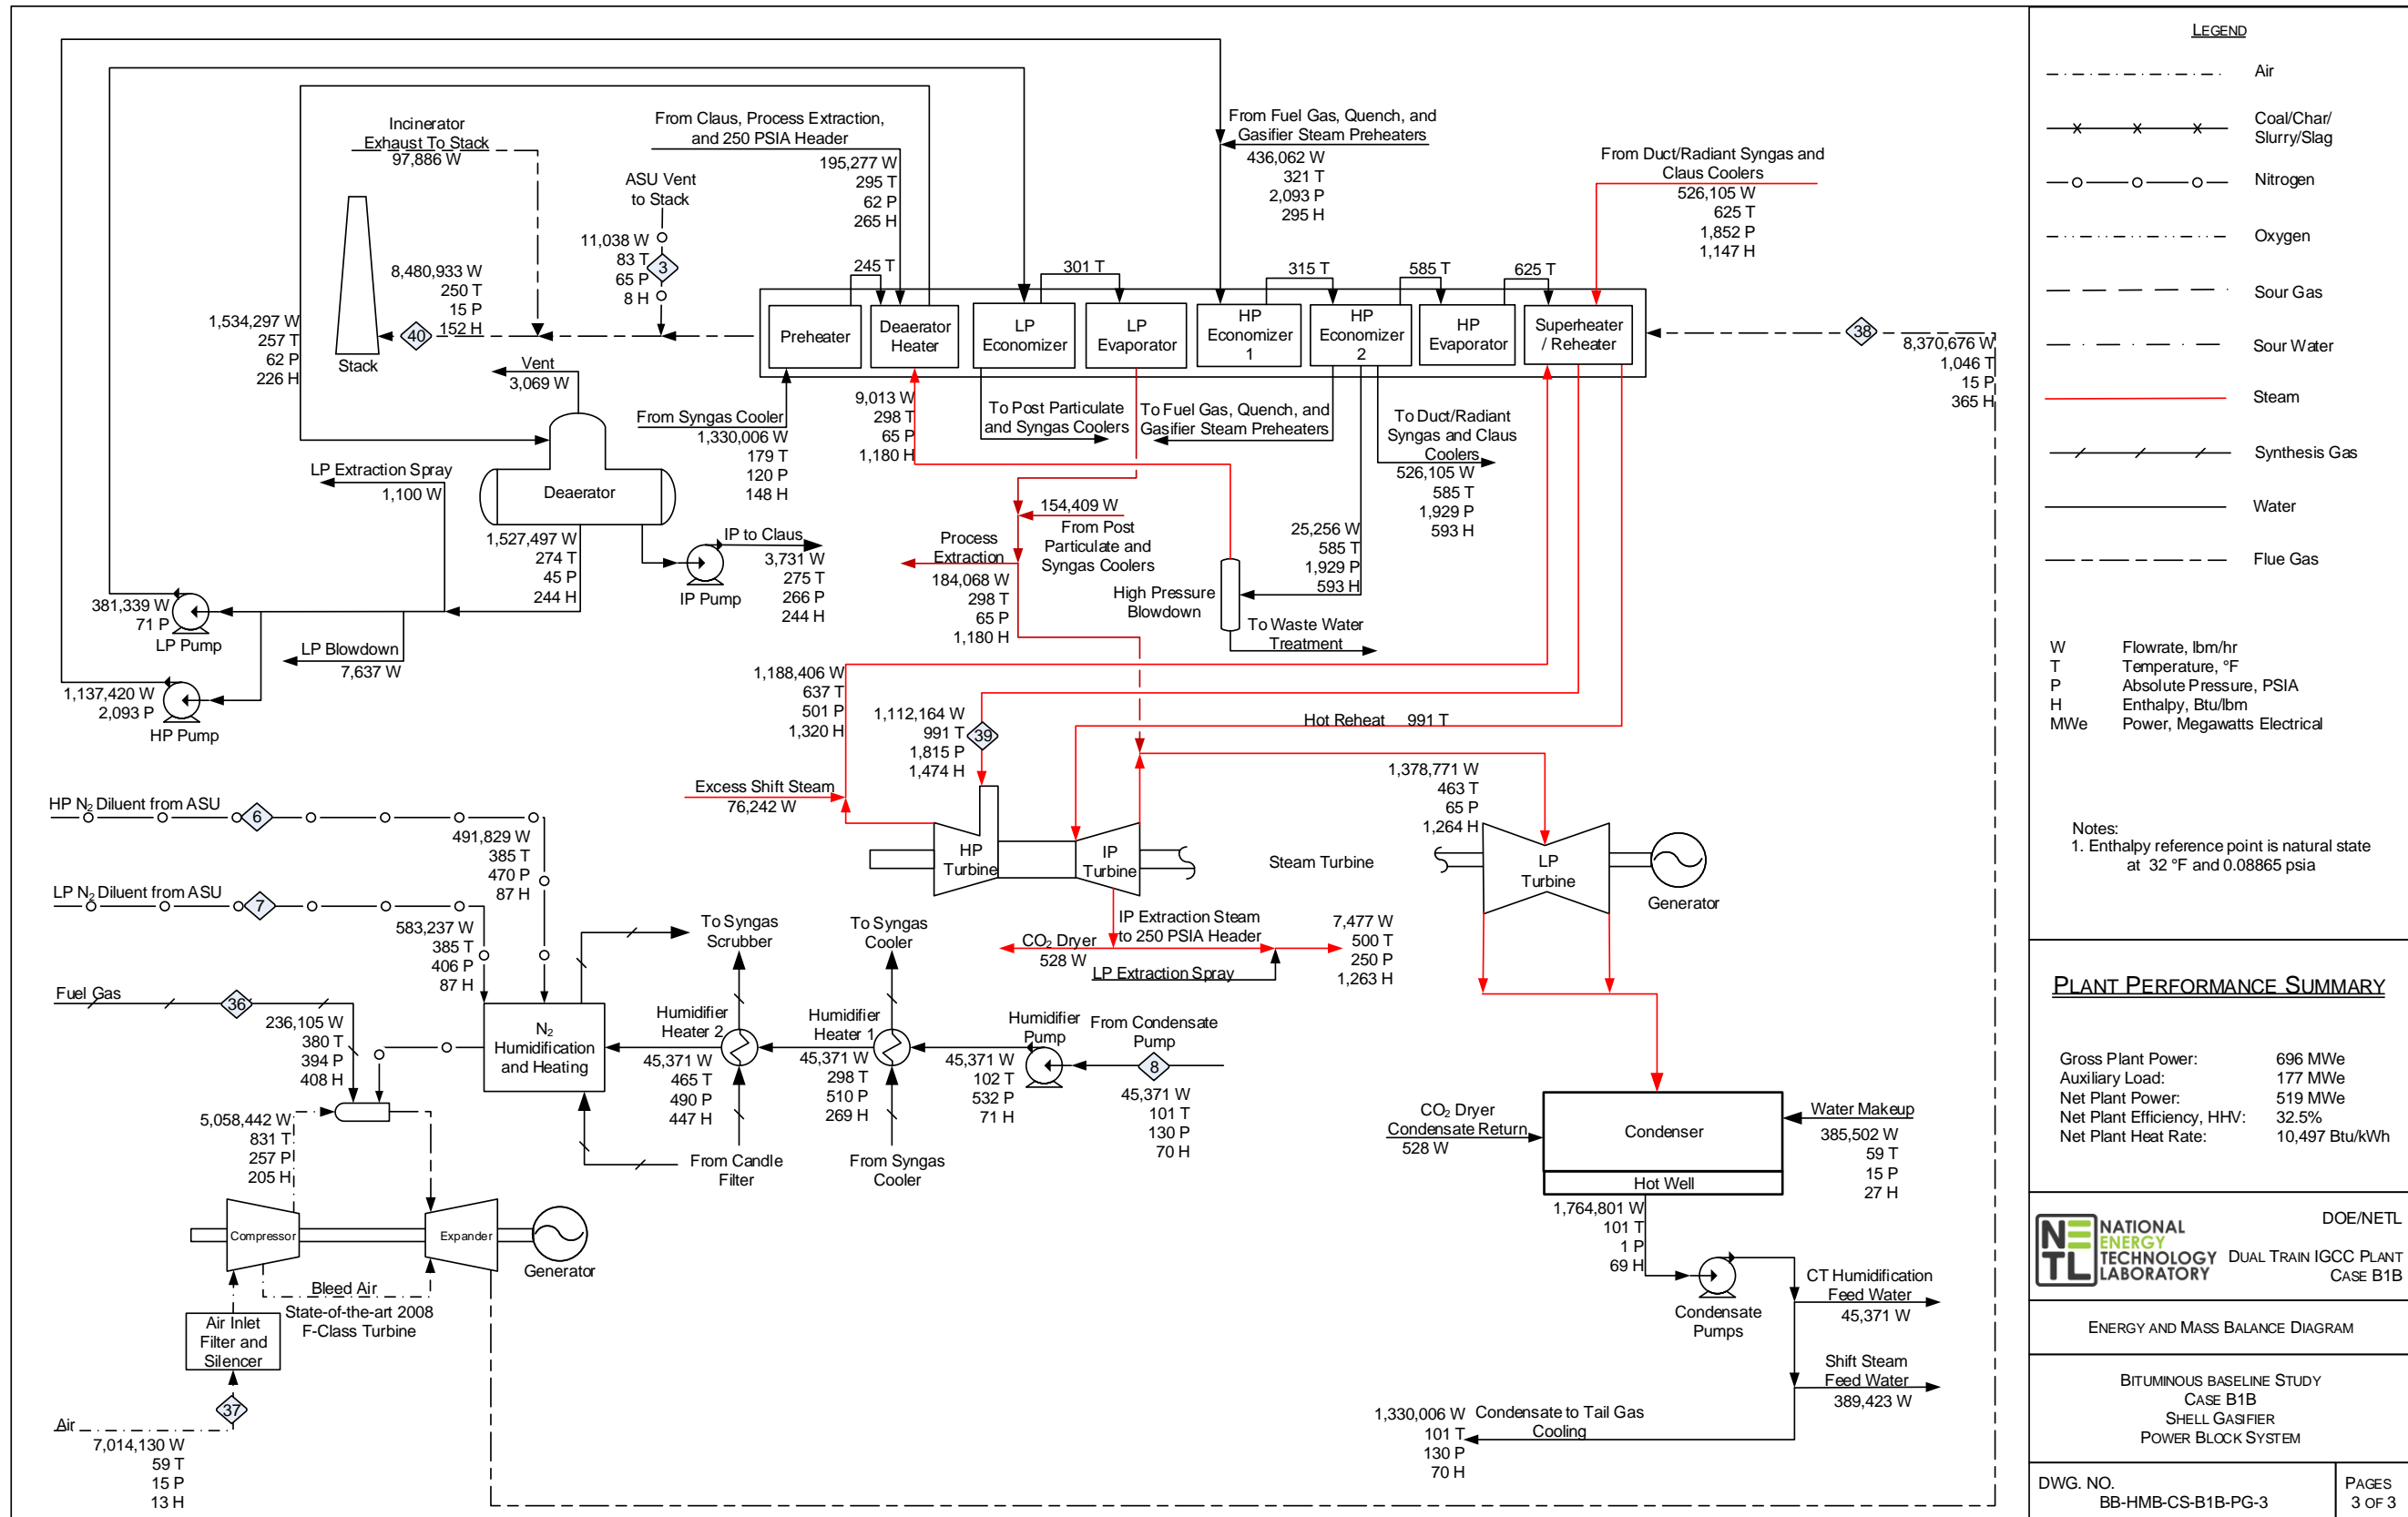 Incinerator
Exhaust To Stack
97,886 W
From Claus, Process Extraction,
and 250 PSIA Header
195,277 W
295 T
62 P
265 H
ASU Vent
to Stack
11,038 W
83 T
65 P
8 H
3
From Fuel Gas, Quench, and
Gasifier Steam Preheaters
436,062 W
321 T
2,093 P
295 H
From Duct/Radiant Syngas and
Claus Coolers
526,105 W
625 T
1,852 P
1,147 H
8,480,933 W
250 T
15 P
152 H
40
Stack
1,534,297 W
257 T
62 P
226 H
245 T
301 T
315 T
585 T
625 T
Preheater
Deaerator
Heater
LP
Economizer
LP
Evaporator
HP
Economizer
1
HP
Economizer
2
HP
Evaporator
Superheater
/ Reheater
38
8,370,676 W
1,046 T
15 P
365 H
Vent
3,069 W
From Syngas Cooler
1,330,006 W
179 T
120 P
148 H
9,013 W
298 T
65 P
1,180 H
To Post Particulate
and Syngas Coolers
To Fuel Gas, Quench, and
Gasifier Steam Preheaters
To Duct/Radiant
Syngas and Claus
Coolers
526,105 W
585 T
1,929 P
593 H
LP Extraction Spray
1,100 W
Deaerator
1,527,497 W
274 T
45 P
244 H
IP to Claus
3,731 W
275 T
266 P
244 H
IP Pump
154,409 W
From Post
Particulate and
Syngas Coolers
Process
Extraction
184,068 W
298 T
65 P
1,180 H
25,256 W
585 T
1,929 P
593 H
High Pressure
Blowdown
To Waste Water
Treatment
381,339 W
71 P
LP Pump
LP Blowdown
7,637 W
1,137,420 W
2,093 P
HP Pump
1,188,406 W
637 T
501 P
1,320 H
1,112,164 W
991 T
1,815 P
1,474 H
39
Hot Reheat 991 T
Excess Shift Steam
76,242 W
1,378,771 W
463 T
65 P
1,264 H
HP
Turbine
IP
Turbine
Steam Turbine
LP
Turbine
Generator
HP N₂ Diluent from ASU
6
491,829 W
385 T
470 P
87 H
LP N₂ Diluent from ASU
7
583,237 W
385 T
406 P
87 H
To Syngas
Scrubber
To Syngas
Cooler
CO₂ Dryer
528 W
IP Extraction Steam
to 250 PSIA Header
LP Extraction Spray
7,477 W
500 T
250 P
1,263 H
Fuel Gas
36
236,105 W
380 T
394 P
408 H
N₂
Humidification
and Heating
Humidifier
Heater 2
45,371 W
465 T
490 P
447 H
Humidifier
Heater 1
45,371 W
298 T
510 P
269 H
Humidifier
Pump
45,371 W
102 T
532 P
71 H
From Condensate
Pump
8
45,371 W
101 T
130 P
70 H
From Candle
Filter
From Syngas
Cooler
5,058,442 W
831 T
257 P
205 H
Compressor
Expander
Generator
Bleed Air
State-of-the-art 2008
F-Class Turbine
Air Inlet
Filter and
Silencer
37
Air
7,014,130 W
59 T
15 P
13 H
CO₂ Dryer
Condensate Return
528 W
Condenser
Hot Well
Water Makeup
385,502 W
59 T
15 P
27 H
1,764,801 W
101 T
1 P
69 H
Condensate
Pumps
CT Humidification
Feed Water
45,371 W
Shift Steam
Feed Water
389,423 W
1,330,006 W
101 T
130 P
70 H
Condensate to Tail Gas
Cooling
LEGEND
Air
Coal/Char/
Slurry/Slag
Nitrogen
Oxygen
Sour Gas
Sour Water
Steam
Synthesis Gas
Water
Flue Gas
W Flowrate, lbm/hr
T Temperature, °F
P Absolute Pressure, PSIA
H Enthalpy, Btu/lbm
MWe Power, Megawatts Electrical
Notes:
1. Enthalpy reference point is natural state
at 32 °F and 0.08865 psia
PLANT PERFORMANCE SUMMARY
Gross Plant Power: 696 MWe
Auxiliary Load: 177 MWe
Net Plant Power: 519 MWe
Net Plant Efficiency, HHV: 32.5%
Net Plant Heat Rate: 10,497 Btu/kWh
NETL
NATIONAL
ENERGY
TECHNOLOGY
LABORATORY
DOE/NETL
DUAL TRAIN IGCC PLANT
CASE B1B
ENERGY AND MASS BALANCE DIAGRAM
BITUMINOUS BASELINE STUDY
CASE B1B
SHELL GASIFIER
POWER BLOCK SYSTEM
DWG. NO.
BB-HMB-CS-B1B-PG-3
PAGES
3 OF 3